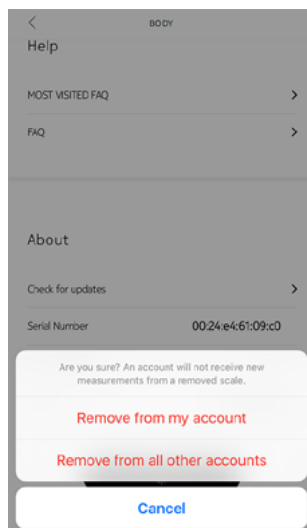 BODY
Help
MOST VISITED FAQ
FAQ
About
Check for updates
Serial Number 00:24:e4:61:09:c0
Are you sure? An account will not receive new
measurements from a removed scale.
Remove from my account
Remove from all other accounts
Cancel